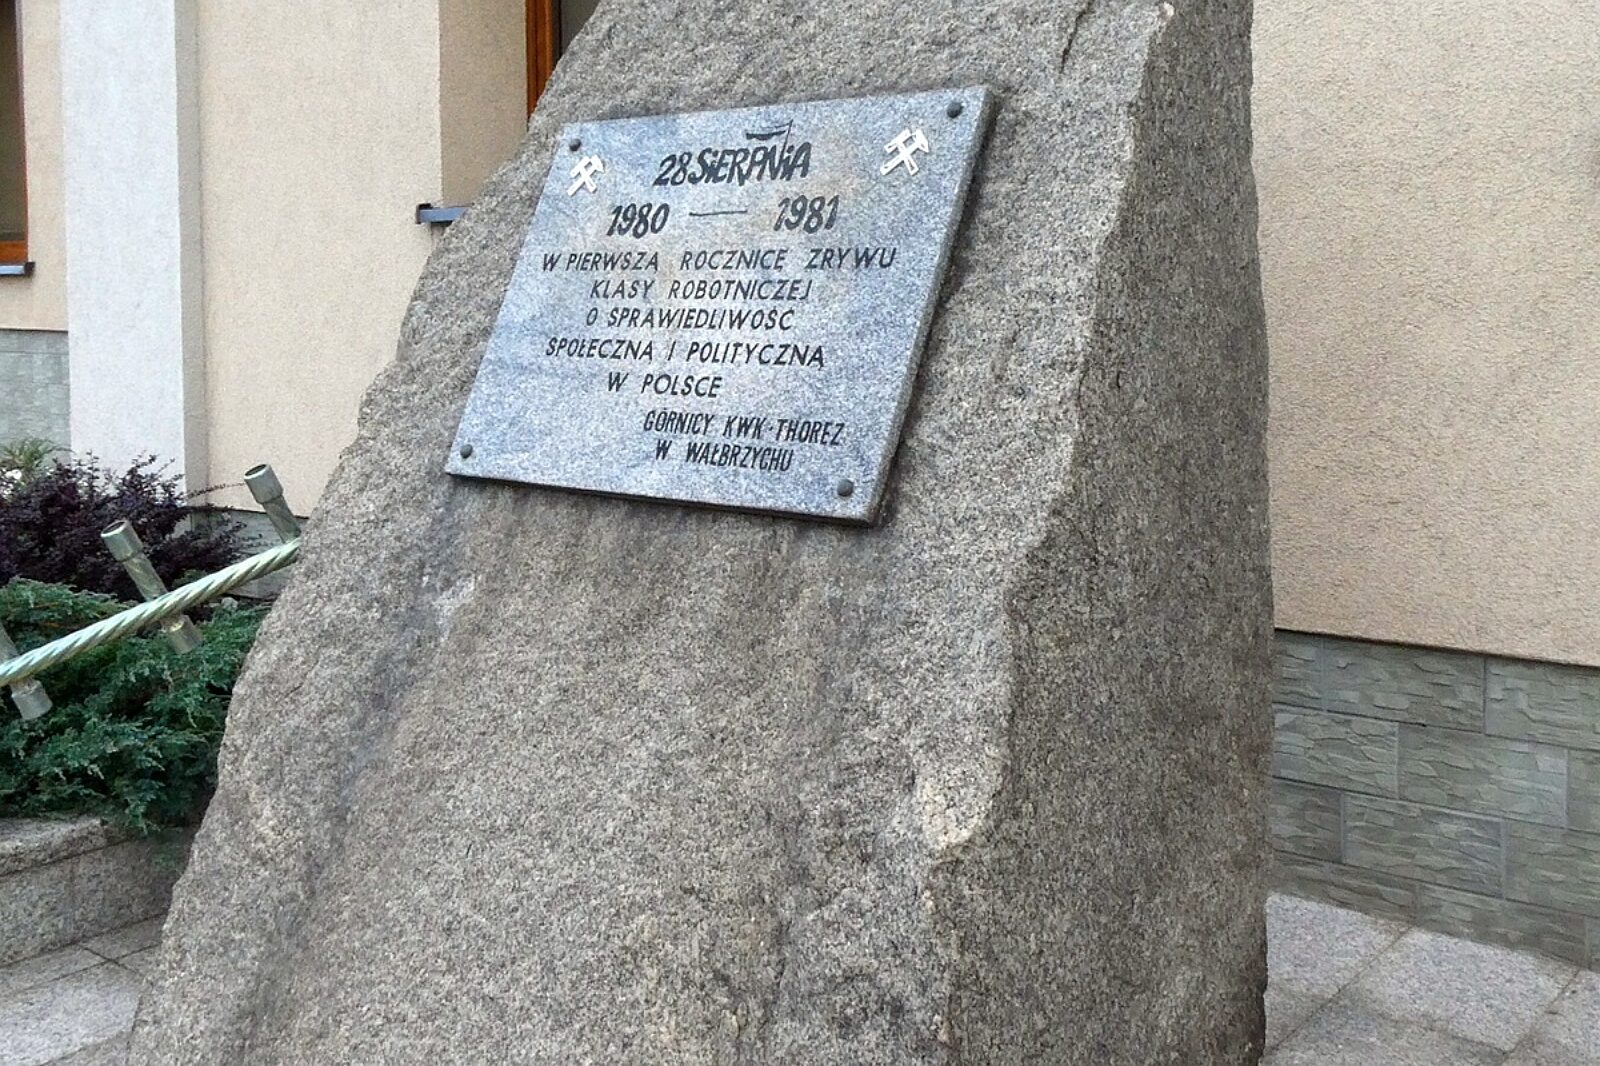 28 SiERPNiA
1980 — 1981
W PIERWSZĄ ROCZNICĘ ZRYWU
KLASY ROBOTNICZEJ
O SPRAWIEDLIWOŚĆ
SPOŁECZNĄ I POLITYCZNĄ
W POLSCE
GÓRNICY KWK-THOREZ
W WAŁBRZYCHU